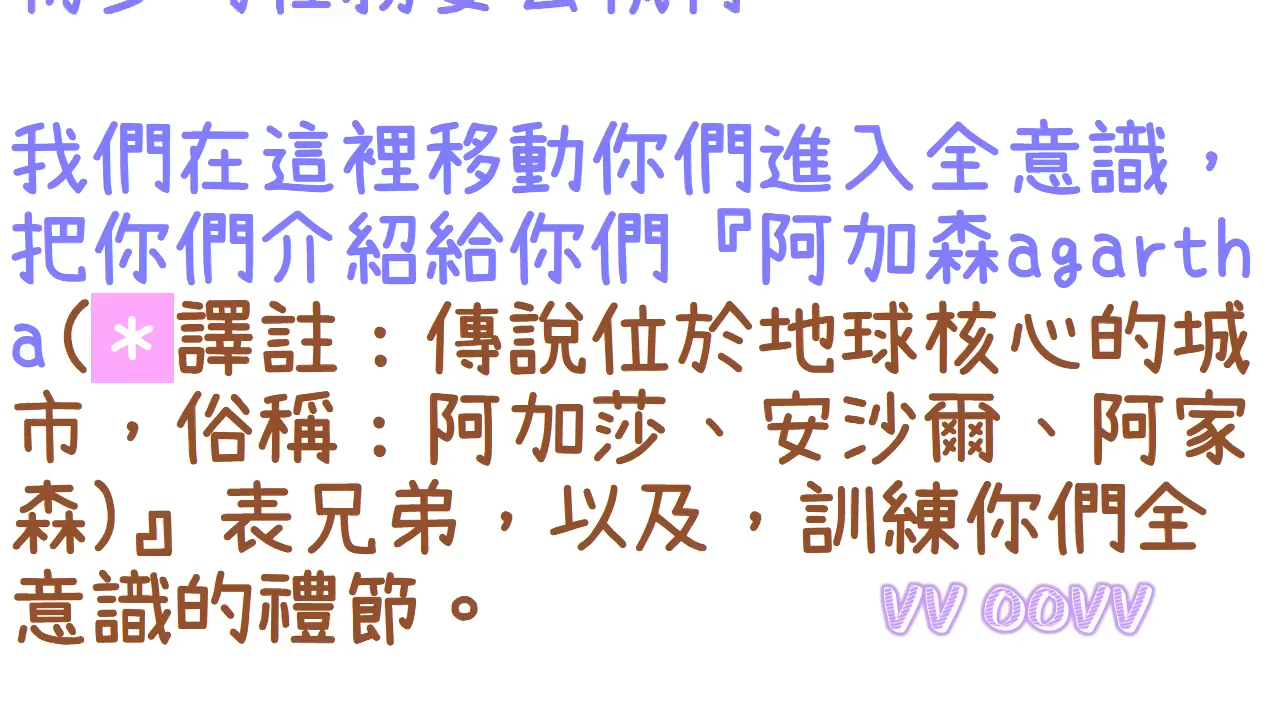 我們在這裡移動你們進入全意識，
把你們介紹給你們『阿加森agarth
a(*譯註：傳說位於地球核心的城
市，俗稱：阿加莎、安沙爾、阿家
森)』表兄弟，以及，訓練你們全
意識的禮節。
VV OOVV